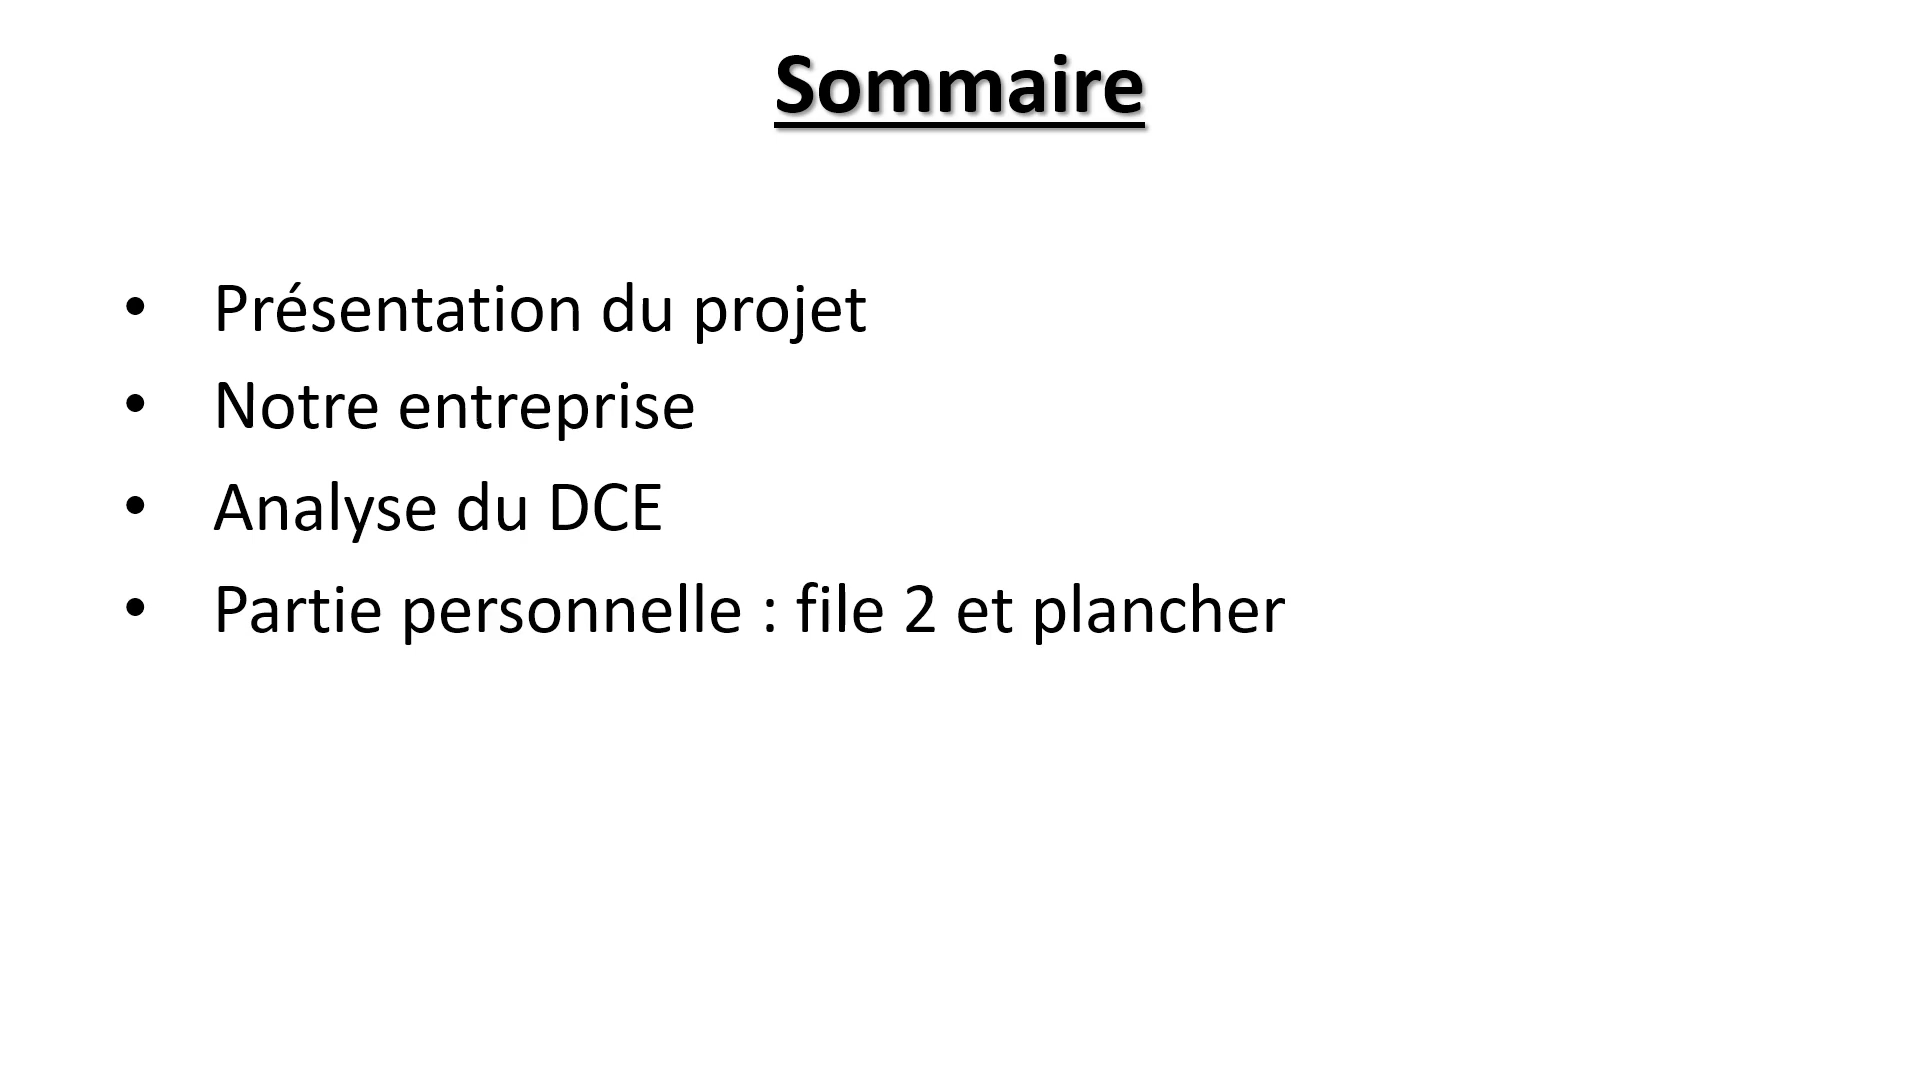 Sommaire
• Présentation du projet
• Notre entreprise
• Analyse du DCE
• Partie personnelle : file 2 et plancher